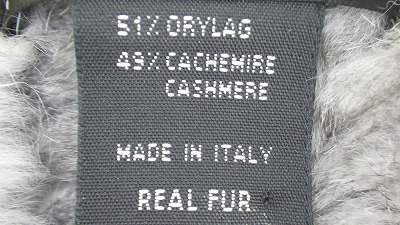 51% ORYLAG
49% CACHEMIRE
CASHMERE
MADE IN ITALY
REAL FUR